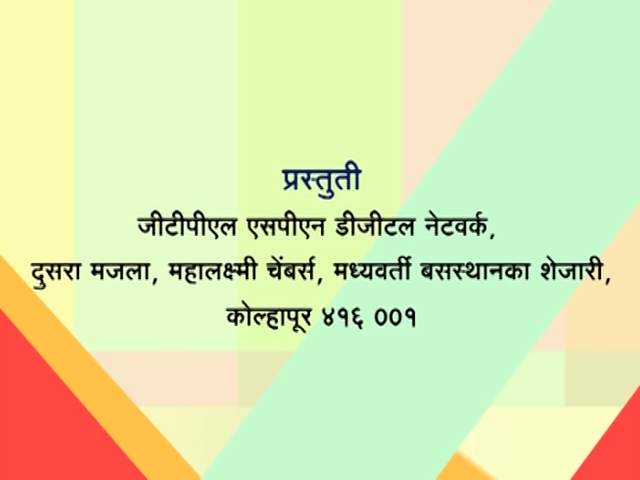 प्रस्तुती
जीटीपीएल एसपीएन डीजीटल नेटवर्क,
दुसरा मजला, महालक्ष्मी चेंबर्स, मध्यवर्ती बसस्थानका शेजारी,
कोल्हापूर ४१६ ००१